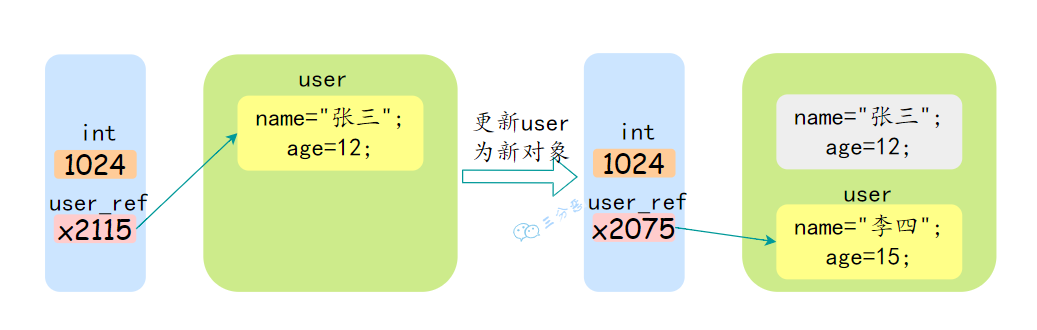 int
1024
user_ref
x2115
user
name="张三";
age=12;
更新user
为新对象
int
1024
user_ref
x2075
name="张三";
age=12;
user
name="李四";
age=15;
三分